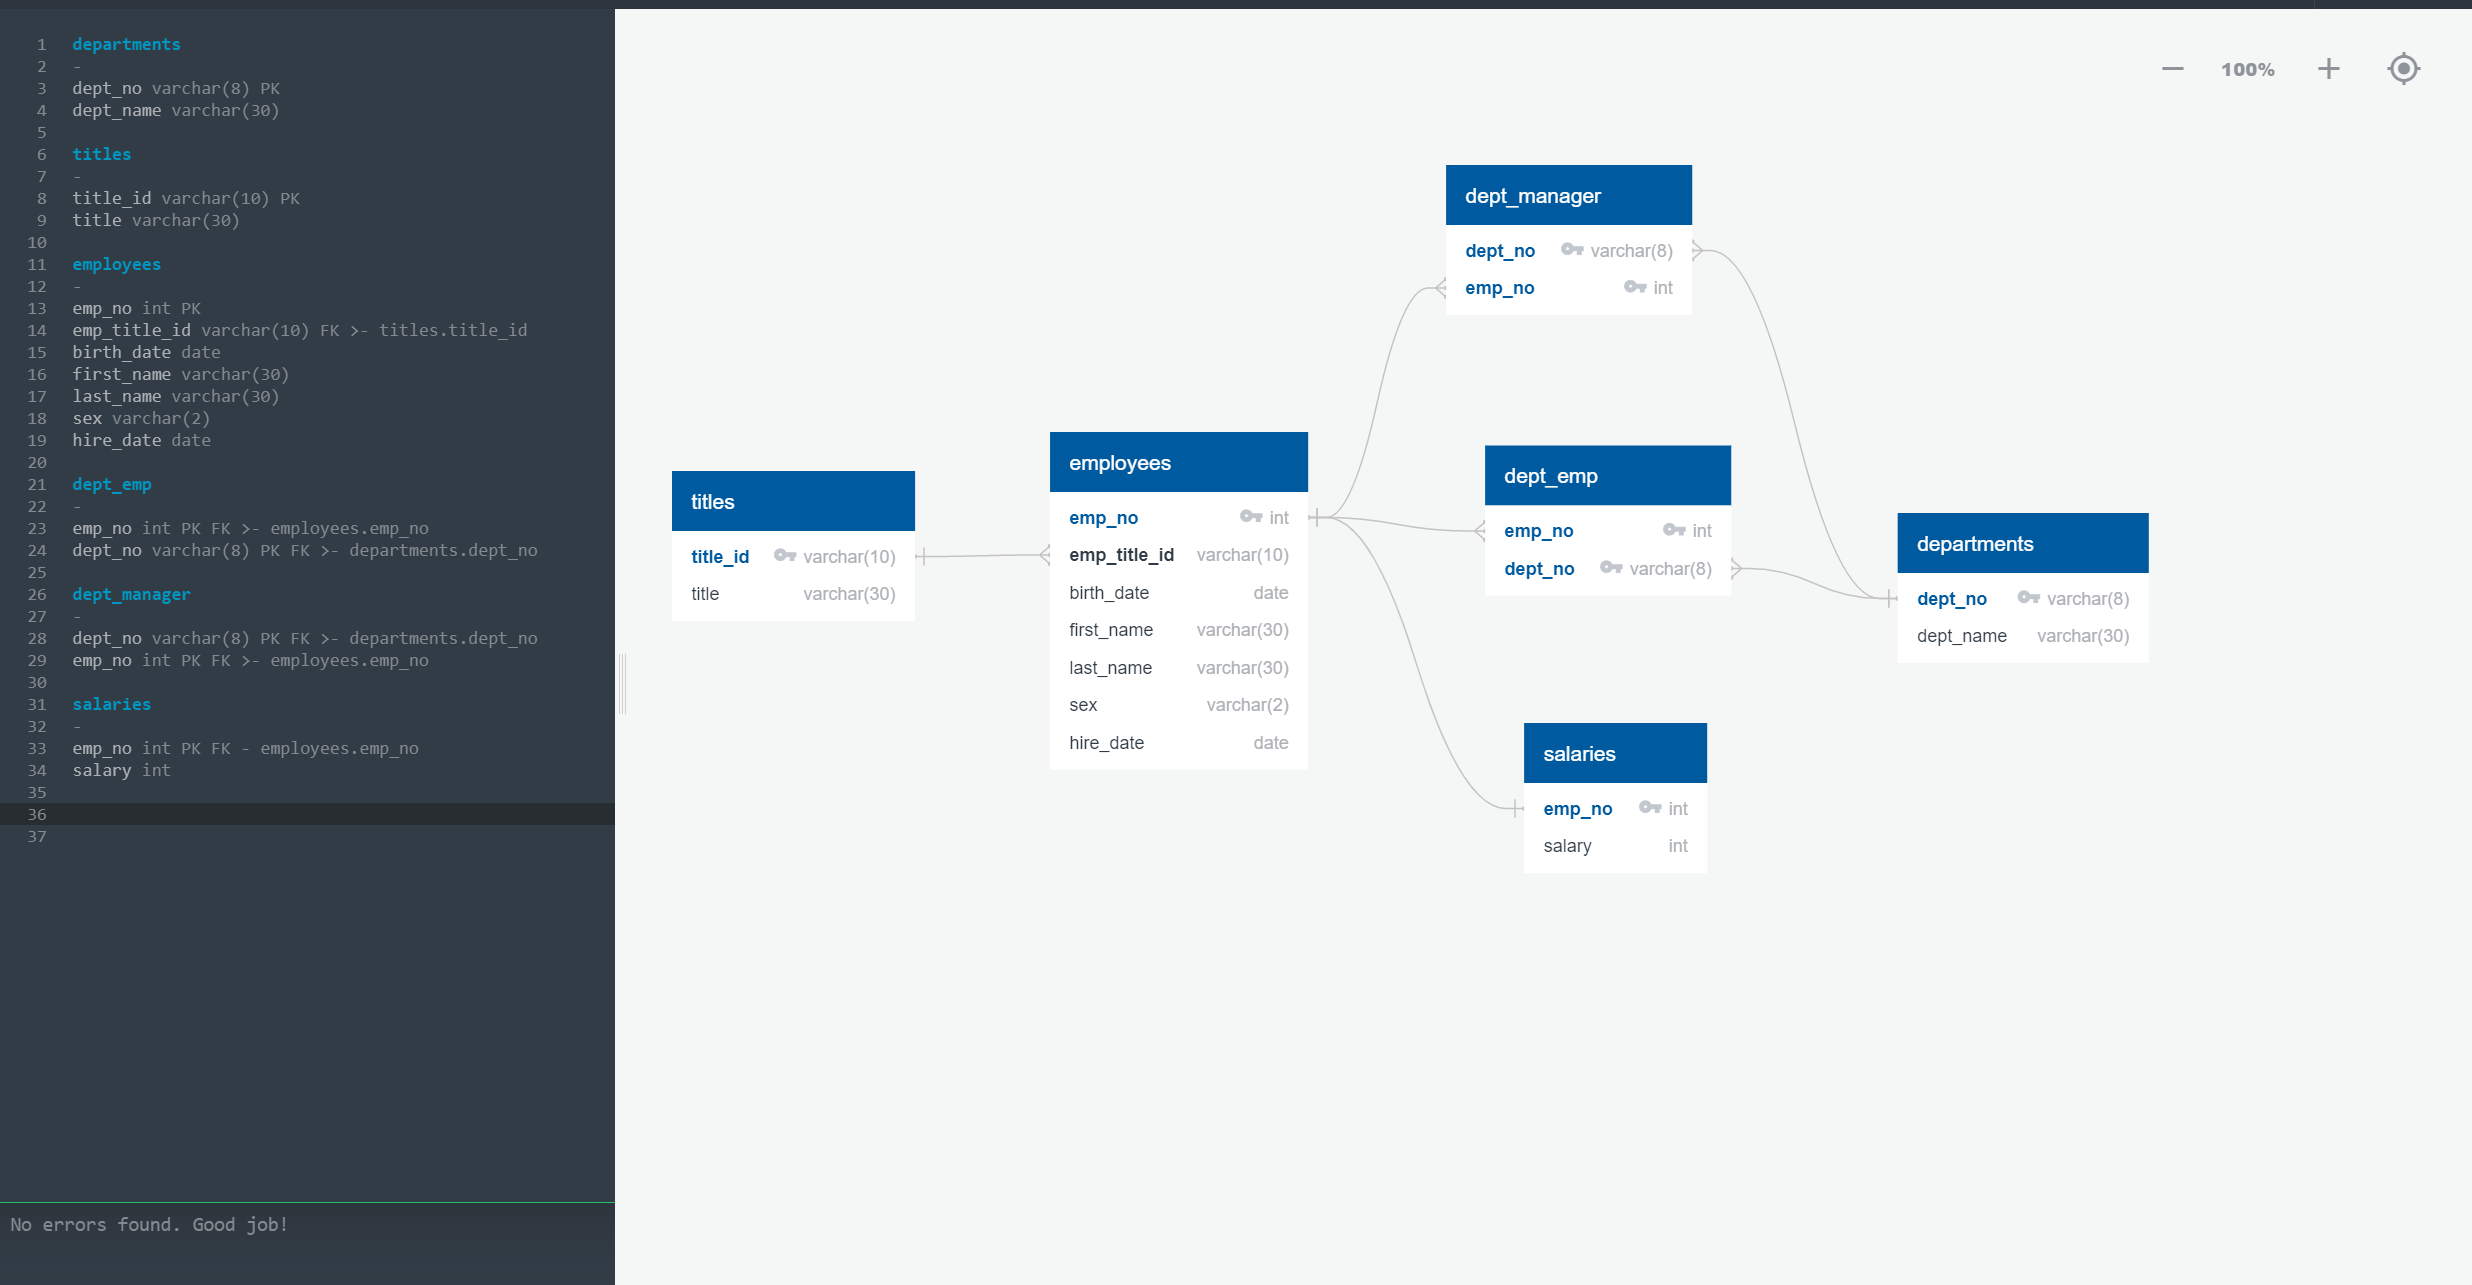 1 departments
2 -
3 dept_no varchar(8) PK
4 dept_name varchar(30)
5
6 titles
7 -
8 title_id varchar(10) PK
9 title varchar(30)
10
11 employees
12 -
13 emp_no int PK
14 emp_title_id varchar(10) FK >- titles.title_id
15 birth_date date
16 first_name varchar(30)
17 last_name varchar(30)
18 sex varchar(2)
19 hire_date date
20
21 dept_emp
22 -
23 emp_no int PK FK >- employees.emp_no
24 dept_no varchar(8) PK FK >- departments.dept_no
25
26 dept_manager
27 -
28 dept_no varchar(8) PK FK >- departments.dept_no
29 emp_no int PK FK >- employees.emp_no
30
31 salaries
32 -
33 emp_no int PK FK - employees.emp_no
34 salary int
35
36
37
No errors found. Good job!
100%
titles
title_id varchar(10)
title varchar(30)
employees
emp_no int
emp_title_id varchar(10)
birth_date date
first_name varchar(30)
last_name varchar(30)
sex varchar(2)
hire_date date
dept_manager
dept_no varchar(8)
emp_no int
dept_emp
emp_no int
dept_no varchar(8)
salaries
emp_no int
salary int
departments
dept_no varchar(8)
dept_name varchar(30)